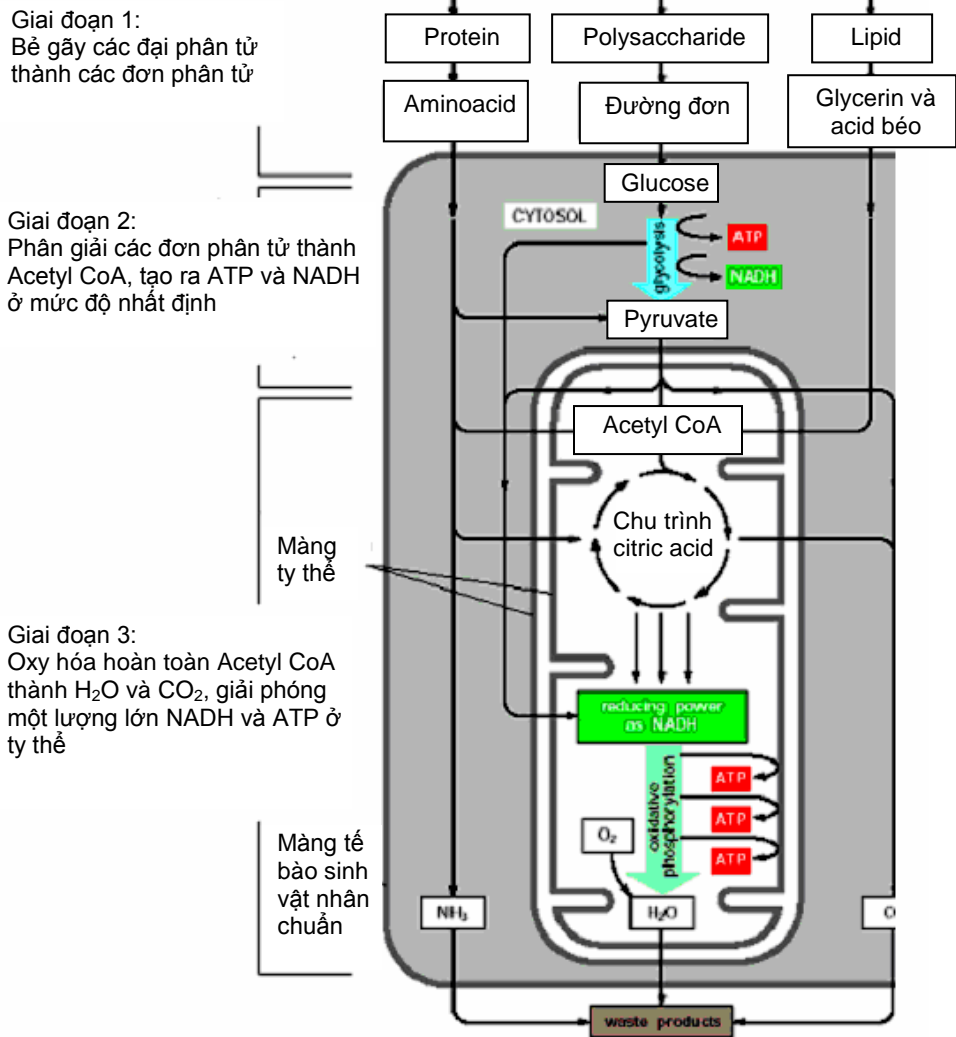 Giai đoạn 1:
Bẻ gãy các đại phân tử
thành các đơn phân tử
Protein
Polysaccharide
Lipid
Aminoacid
Đường đơn
Glycerin và
acid béo
Glucose
CYTOSOL
Giai đoạn 2:
Phân giải các đơn phân tử thành
Acetyl CoA, tạo ra ATP và NADH
ở mức độ nhất định
glycolysis
ATP
NADH
Pyruvate
Acetyl CoA
Chu trình
citric acid
Màng
ty thể
Giai đoạn 3:
Oxy hóa hoàn toàn Acetyl CoA
thành H₂O và CO₂, giải phóng
một lượng lớn NADH và ATP ở
ty thể
reducing power
as NADH
oxidative
phosphorylation
ATP
ATP
ATP
O₂
Màng tế
bào sinh
vật nhân
chuẩn
NH₃
H₂O
waste products